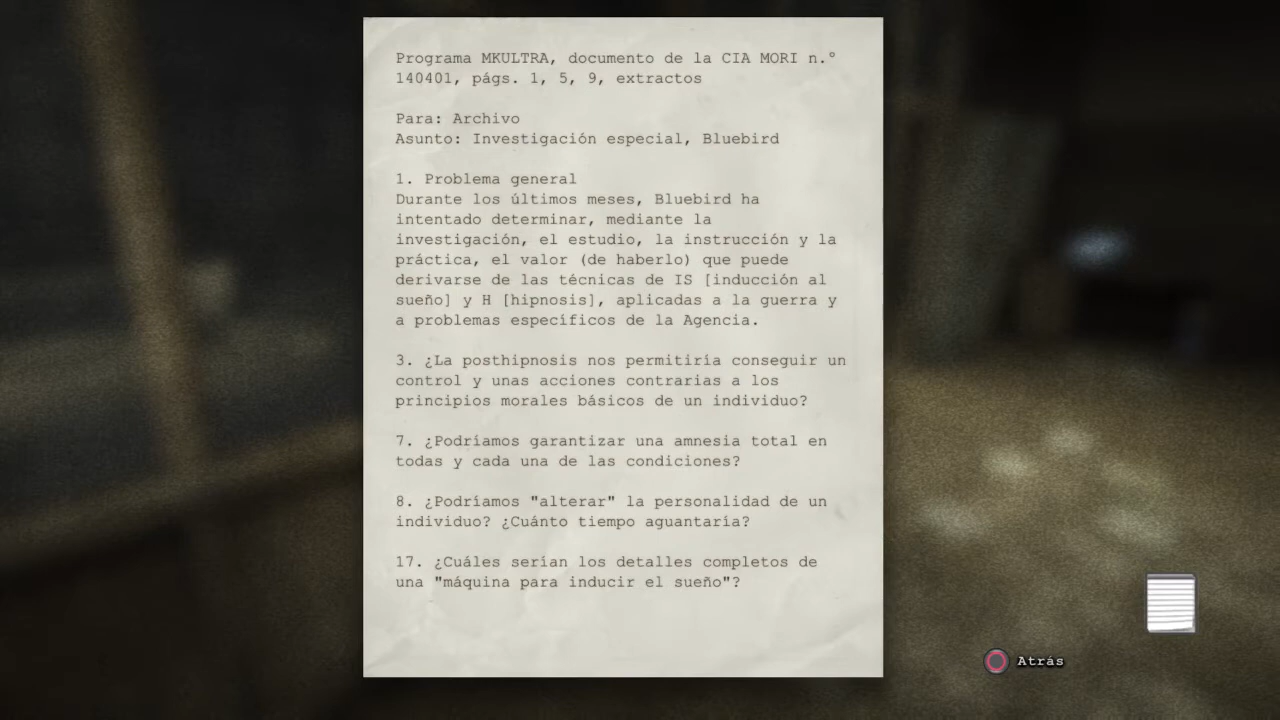 Programa MKULTRA, documento de la CIA MORI n.º
140401, págs. 1, 5, 9, extractos
Para: Archivo
Asunto: Investigación especial, Bluebird
1. Problema general
Durante los últimos meses, Bluebird ha
intentado determinar, mediante la
investigación, el estudio, la instrucción y la
práctica, el valor (de haberlo) que puede
derivarse de las técnicas de IS [inducción al
sueño] y H [hipnosis], aplicadas a la guerra y
a problemas específicos de la Agencia.
3. ¿La posthipnosis nos permitiría conseguir un
control y unas acciones contrarias a los
principios morales básicos de un individuo?
7. ¿Podríamos garantizar una amnesia total en
todas y cada una de las condiciones?
8. ¿Podríamos "alterar" la personalidad de un
individuo? ¿Cuánto tiempo aguantaría?
17. ¿Cuáles serían los detalles completos de
una "máquina para inducir el sueño"?
Atrás